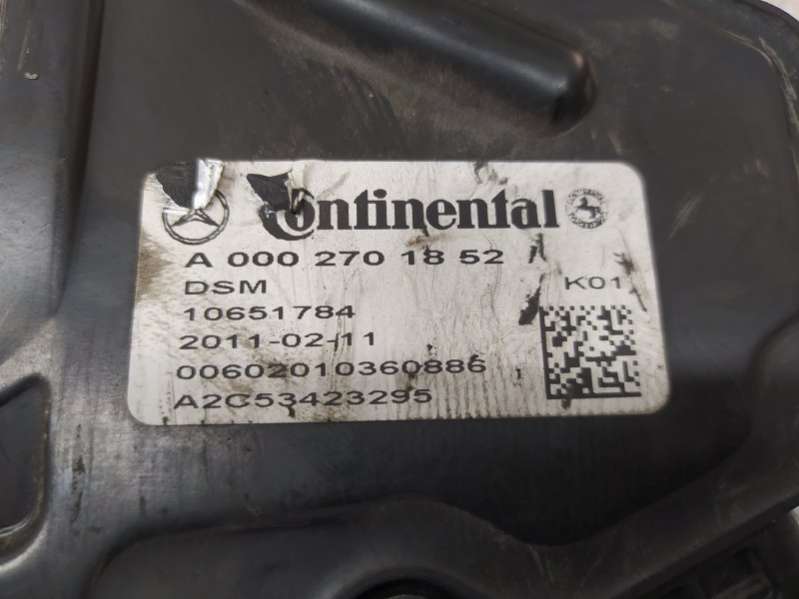 Continental
A 000 270 18 52
DSM K01
10651784
2011-02-11
00602010360886
A2C53423295